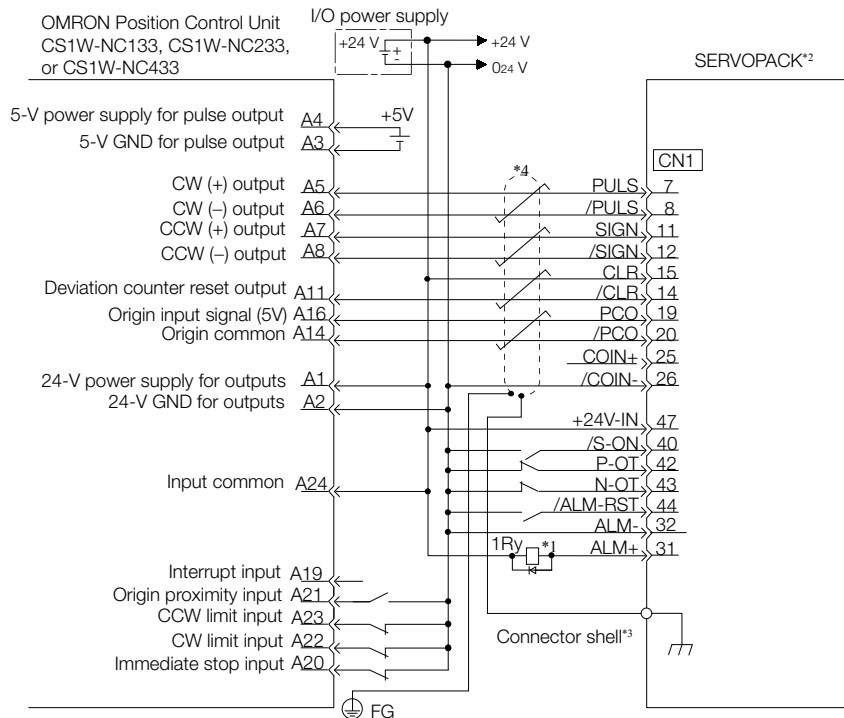 OMRON Position Control Unit
CS1W-NC133, CS1W-NC233,
or CS1W-NC433
I/O power supply
+24 V
+
-
+24 V
024 V
SERVOPACK*2
5-V power supply for pulse output A4
+5V
5-V GND for pulse output A3
CN1
*4
CW (+) output A5 PULS 7
CW (−) output A6 /PULS 8
CCW (+) output A7 SIGN 11
CCW (−) output A8 /SIGN 12
CLR 15
Deviation counter reset output A11 /CLR 14
Origin input signal (5V) A16 PCO 19
Origin common A14 /PCO 20
COIN+ 25
24-V power supply for outputs A1 /COIN- 26
24-V GND for outputs A2
+24V-IN 47
/S-ON 40
P-OT 42
Input common A24 N-OT 43
/ALM-RST 44
ALM- 32
1Ry *1 ALM+ 31
Interrupt input A19
Origin proximity input A21
CCW limit input A23
CW limit input A22
Connector shell*3
Immediate stop input A20
FG